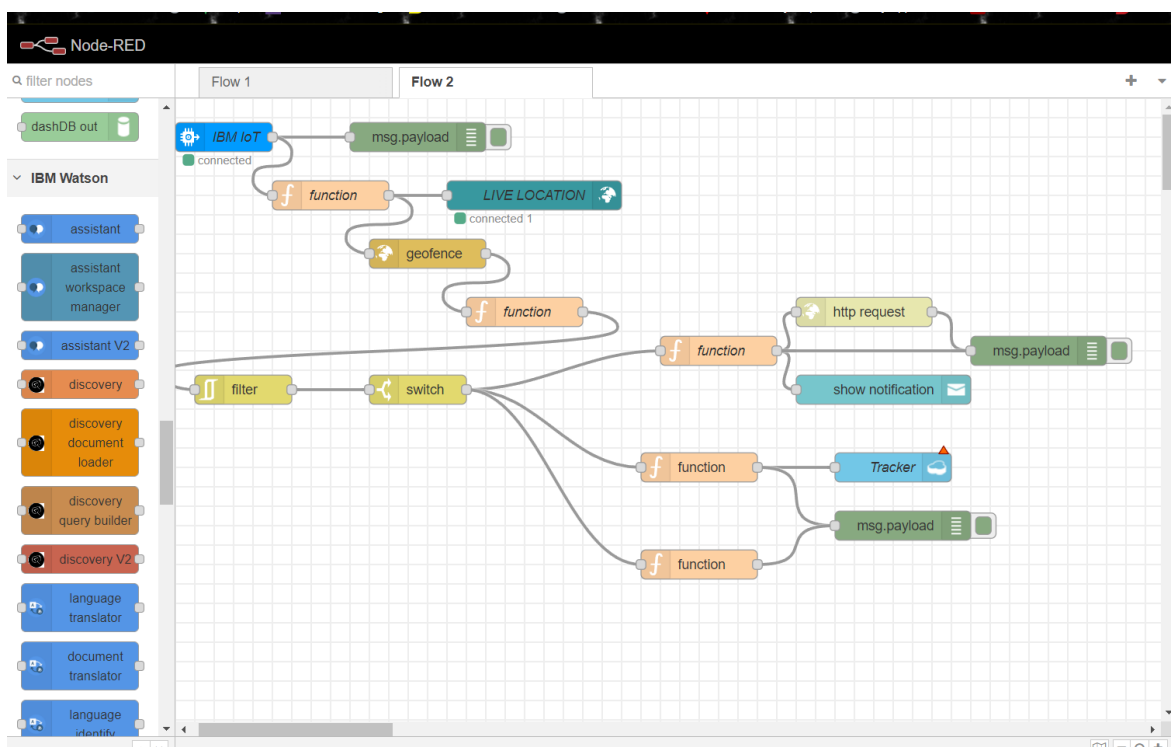 Node-RED
filter nodes
Flow 1
Flow 2
dashDB out
IBM Watson
assistant
assistant
workspace
manager
assistant V2
discovery
discovery
document
loader
discovery
query builder
discovery V2
language
translator
document
translator
language
identify
IBM IoT
connected
msg.payload
function
LIVE LOCATION
connected 1
geofence
function
http request
function
msg.payload
filter
switch
show notification
function
Tracker
msg.payload
function